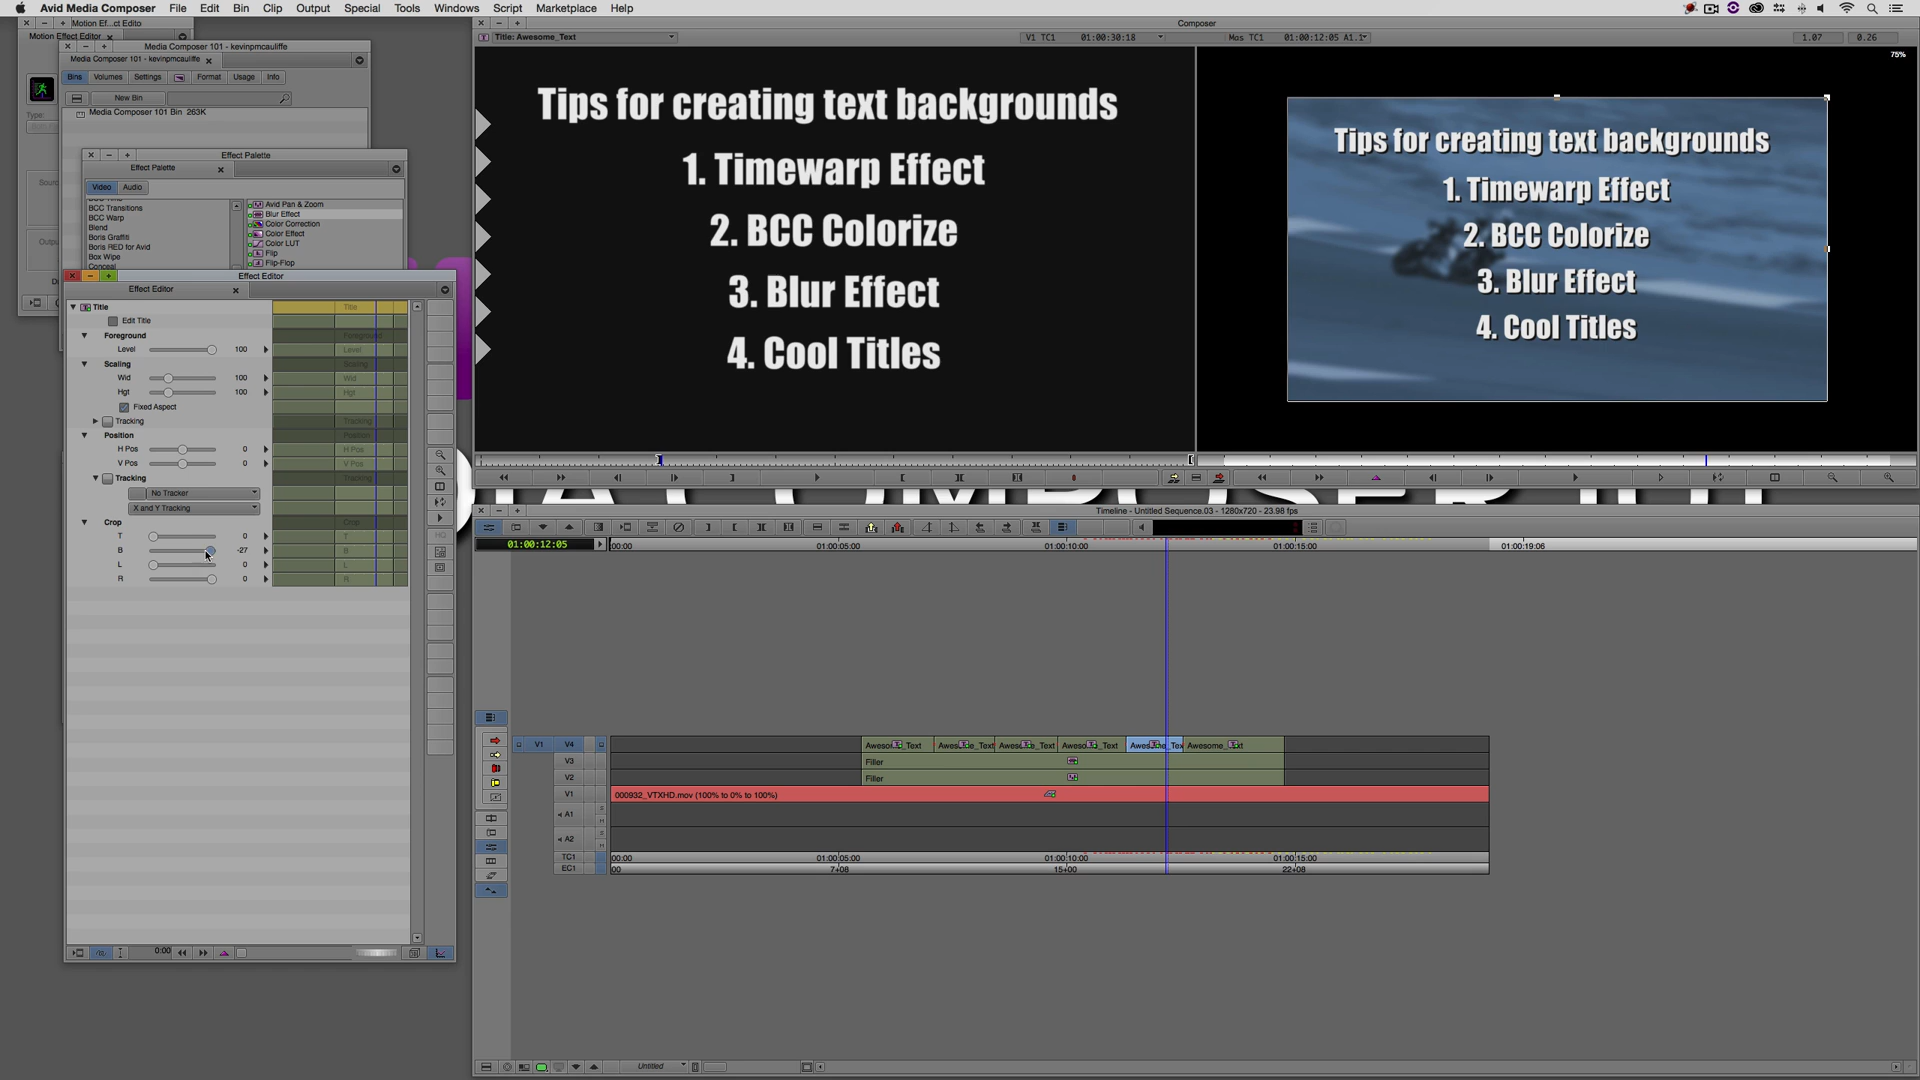 Avid Media Composer File Edit Bin Clip Output Special Tools Windows Script Marketplace Help
Motion Ef...ct Edito
Motion Effect Editor
Media Composer 101 - kevinpmcauliffe
Media Composer 101 - kevinpmcauliffe
Bins Volumes Settings Format Usage Info
New Bin
Media Composer 101 Bin 263K
Type:
Effect Palette
Effect Palette
Video Audio
BCC Transitions
BCC Warp
Blend
Boris Graffiti
Boris RED for Avid
Box Wipe
Conceal
Avid Pan & Zoom
Blur Effect
Color Correction
Color Effect
Color LUT
Flip
Flip-Flop
Effect Editor
Effect Editor
Title
Title
Edit Title
Foreground
Foreground
Level 100
Level
Scaling
Scaling
Wid 100
Wid
Hgt 100
Hgt
Fixed Aspect
Tracking
Tracking
Position
Position
H Pos 0
H Pos
V Pos 0
V Pos
Tracking
Tracking
No Tracker
X and Y Tracking
Crop
Crop
T 0
T
B -27
B
L 0
L
R 0
R
HQ
0:00
Composer
Title: Awesome_Text
V1 TC1 01:00:30:18
Mas TC1 01:00:12:05 A1.1
1.07 0.26
75%
Tips for creating text backgrounds
1. Timewarp Effect
2. BCC Colorize
3. Blur Effect
4. Cool Titles
Tips for creating text backgrounds
1. Timewarp Effect
2. BCC Colorize
3. Blur Effect
4. Cool Titles
Timeline - Untitled Sequence.03 - 1280x720 - 23.98 fps
01:00:12:05
00:00 01:00:05:00 01:00:10:00 01:00:15:00 01:00:19:06
V1 V4
V3 Filler
V2 Filler
V1 000932_VTXHD.mov (100% to 0% to 100%)
A1
A2
TC1 00:00 01:00:05:00 01:00:10:00 01:00:15:00
EC1 00 7+08 15+00 22+08
Untitled